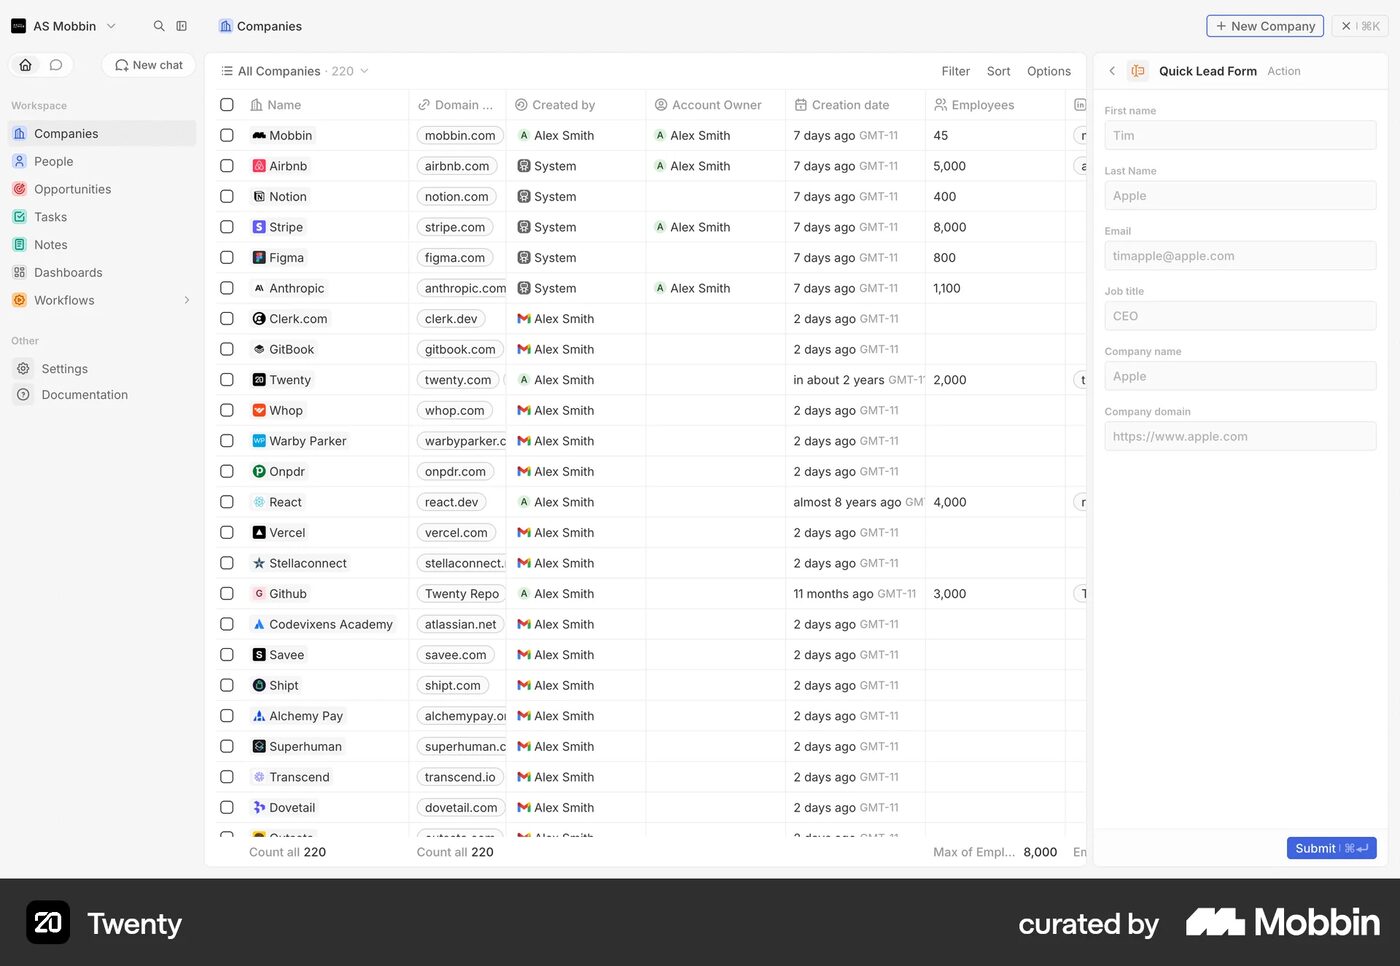 AS Mobbin
Companies
+ New Company
⌘K
New chat
Workspace
Companies
People
Opportunities
Tasks
Notes
Dashboards
Workflows
Other
Settings
Documentation
All Companies · 220
Filter
Sort
Options
Name Domain ... Created by Account Owner Creation date Employees
Mobbin mobbin.com A Alex Smith A Alex Smith 7 days ago GMT-11 45
Airbnb airbnb.com System A Alex Smith 7 days ago GMT-11 5,000
Notion notion.com System 7 days ago GMT-11 400
Stripe stripe.com System A Alex Smith 7 days ago GMT-11 8,000
Figma figma.com System 7 days ago GMT-11 800
Anthropic anthropic.com System A Alex Smith 7 days ago GMT-11 1,100
Clerk.com clerk.dev Alex Smith 2 days ago GMT-11
GitBook gitbook.com Alex Smith 2 days ago GMT-11
20 Twenty twenty.com A Alex Smith in about 2 years GMT-1 2,000
Whop whop.com Alex Smith 2 days ago GMT-11
WP Warby Parker warbyparker.c Alex Smith 2 days ago GMT-11
Onpdr onpdr.com Alex Smith 2 days ago GMT-11
React react.dev A Alex Smith almost 8 years ago GM 4,000
Vercel vercel.com Alex Smith 2 days ago GMT-11
Stellaconnect stellaconnect. Alex Smith 2 days ago GMT-11
G Github Twenty Repo A Alex Smith 11 months ago GMT-11 3,000
Codevixens Academy atlassian.net Alex Smith 2 days ago GMT-11
S Savee savee.com Alex Smith 2 days ago GMT-11
Shipt shipt.com Alex Smith 2 days ago GMT-11
Alchemy Pay alchemypay.or Alex Smith 2 days ago GMT-11
Superhuman superhuman.c Alex Smith 2 days ago GMT-11
Transcend transcend.io Alex Smith 2 days ago GMT-11
Dovetail dovetail.com Alex Smith 2 days ago GMT-11
Count all 220 Count all 220 Max of Empl... 8,000 Em
Quick Lead Form Action
First name
Tim
Last Name
Apple
Email
timapple@apple.com
Job title
CEO
Company name
Apple
Company domain
https://www.apple.com
Submit ⌘↵
20 Twenty
curated by Mobbin